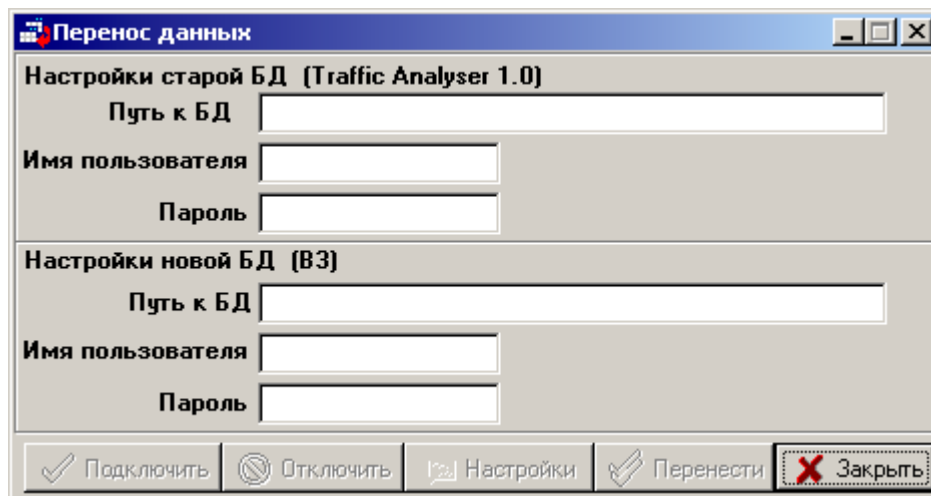 Перенос данных
Настройки старой БД (Traffic Analyser 1.0)
Путь к БД
Имя пользователя
Пароль
Настройки новой БД (B3)
Путь к БД
Имя пользователя
Пароль
Подключить Отключить Настройки Перенести Закрыть